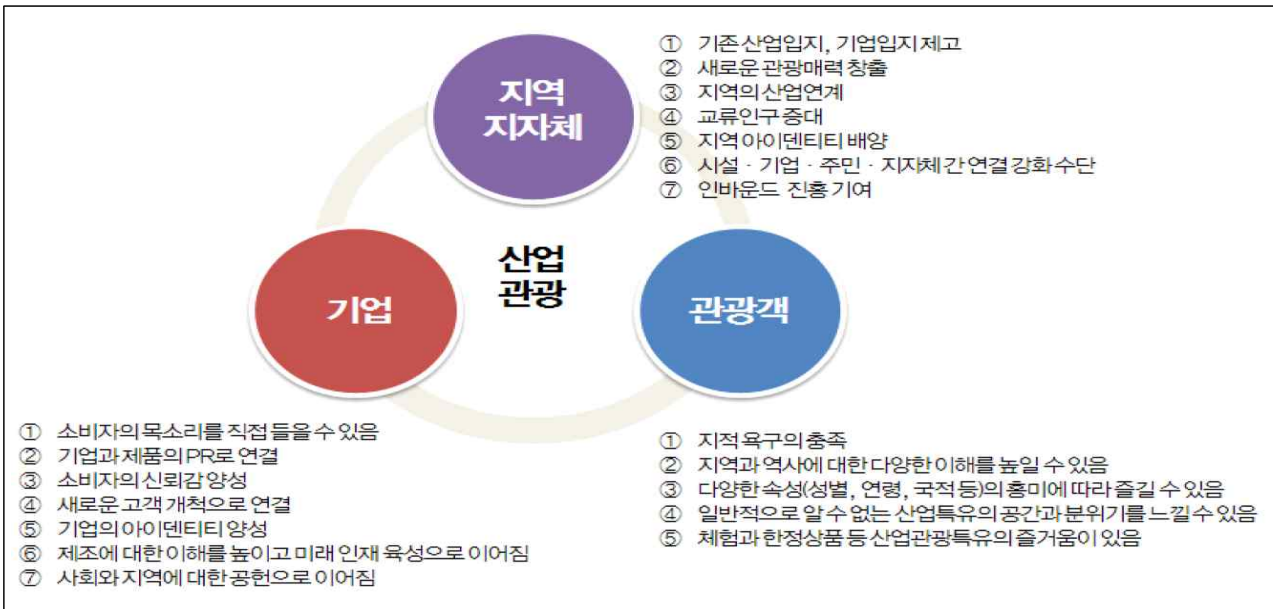 지역
지자체
① 기존 산업입지, 기업입지 제고
② 새로운 관광매력 창출
③ 지역의 산업연계
④ 교류인구 증대
⑤ 지역 아이덴티티 배양
⑥ 시설 · 기업 · 주민 · 지자체 간 연결 강화 수단
⑦ 인바운드 진흥 기여
산업
관광
기업
관광객
① 소비자의 목소리를 직접 들을 수 있음
② 기업과 제품의 PR로 연결
③ 소비자의 신뢰감 양성
④ 새로운 고객 개척으로 연결
⑤ 기업의 아이덴티티 양성
⑥ 제조에 대한 이해를 높이고 미래 인재 육성으로 이어짐
⑦ 사회와 지역에 대한 공헌으로 이어짐
① 지적 욕구의 충족
② 지역과 역사에 대한 다양한 이해를 높일 수 있음
③ 다양한 속성(성별, 연령, 국적 등)의 흥미에 따라 즐길 수 있음
④ 일반적으로 알 수 없는 산업특유의 공간과 분위기를 느낄 수 있음
⑤ 체험과 한정상품 등 산업관광특유의 즐거움이 있음